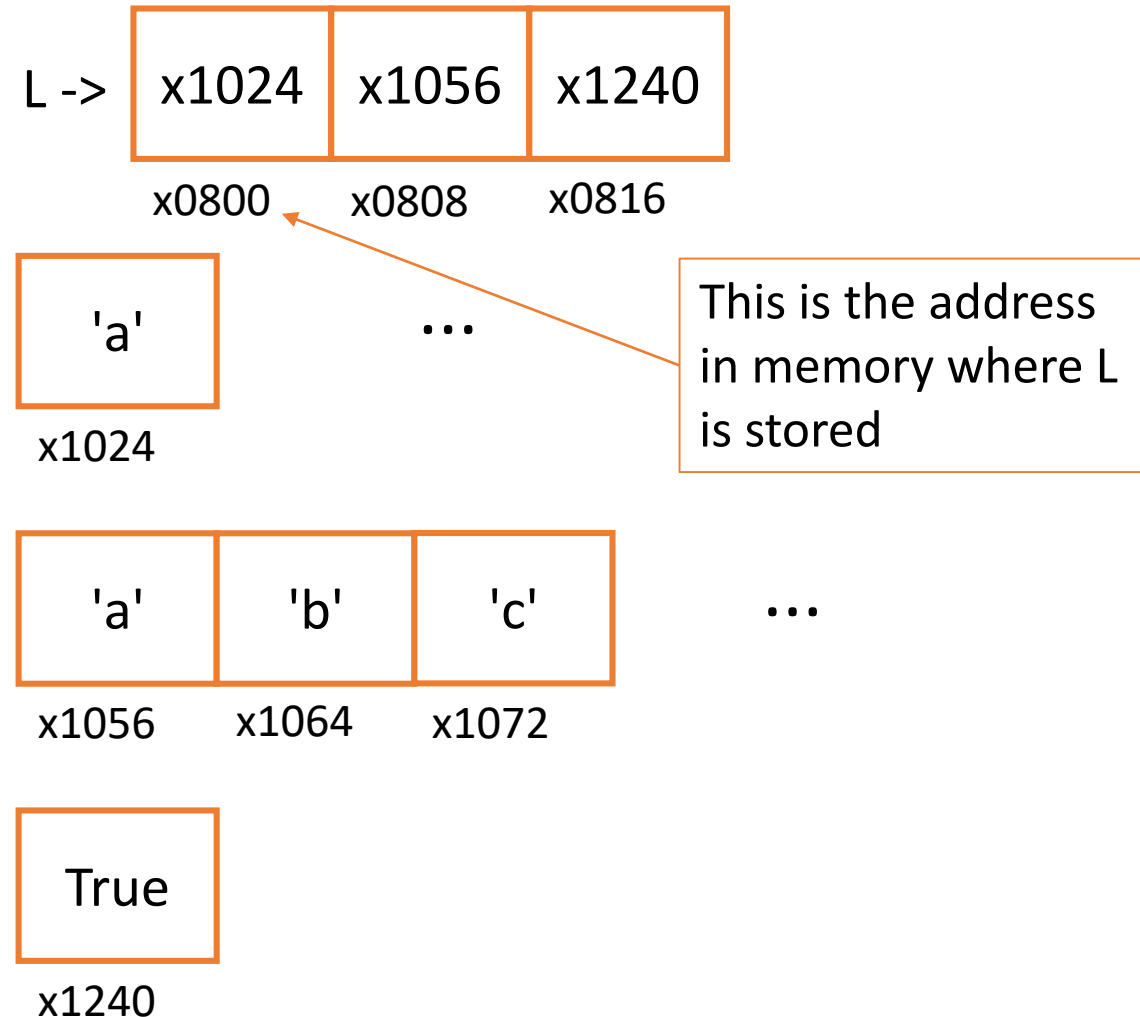 L -> x1024 x1056 x1240
x0800 x0808 x0816
This is the address
in memory where L
is stored
'a' ...
x1024
'a' 'b' 'c' ...
x1056 x1064 x1072
True
x1240